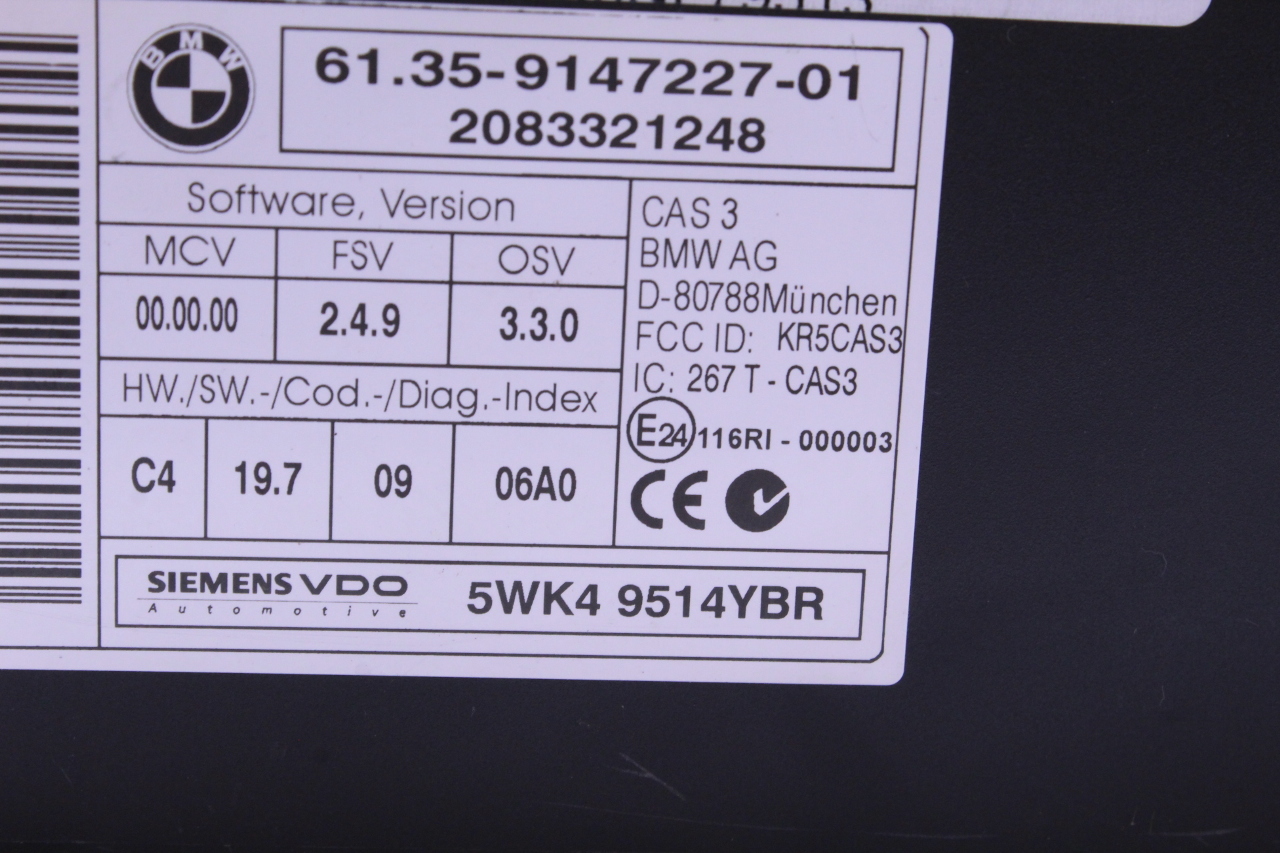 BMW
61.35-9147227-01
2083321248
Software, Version
MCV FSV OSV
00.00.00 2.4.9 3.3.0
HW./SW.-/Cod.-/Diag.-Index
C4 19.7 09 06A0
CAS 3
BMW AG
D-80788München
FCC ID: KR5CAS3
IC: 267 T - CAS3
E24 116RI - 000003
CE
SIEMENS VDO
Automotive
5WK4 9514YBR